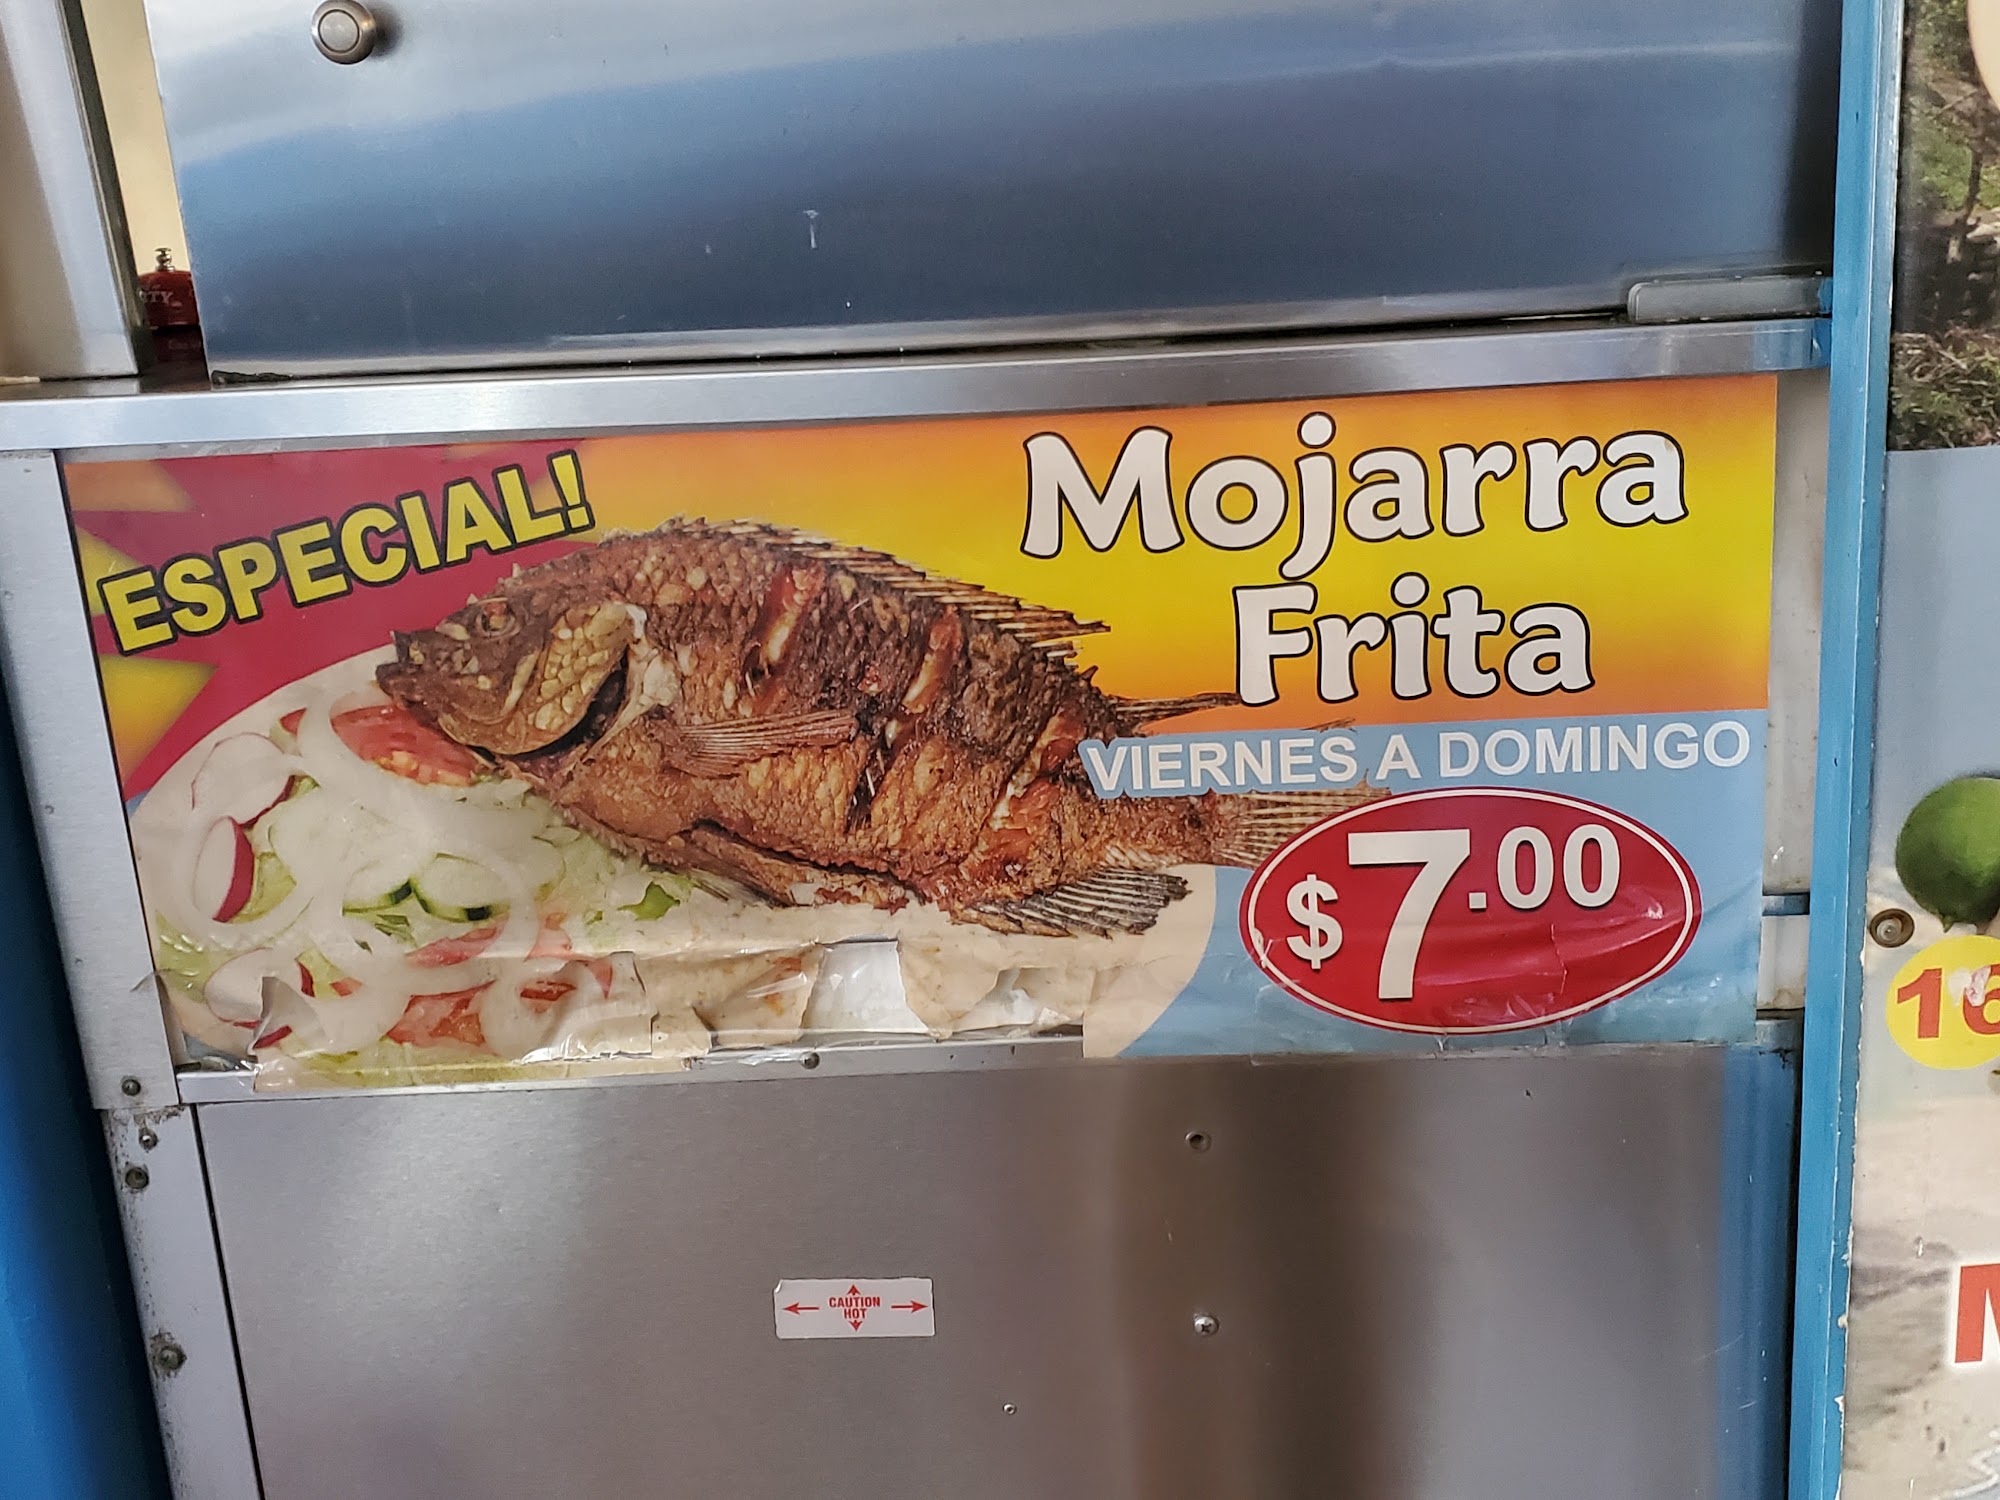 ESPECIAL!
Mojarra
Frita
VIERNES A DOMINGO
$7.00
CAUTION
HOT